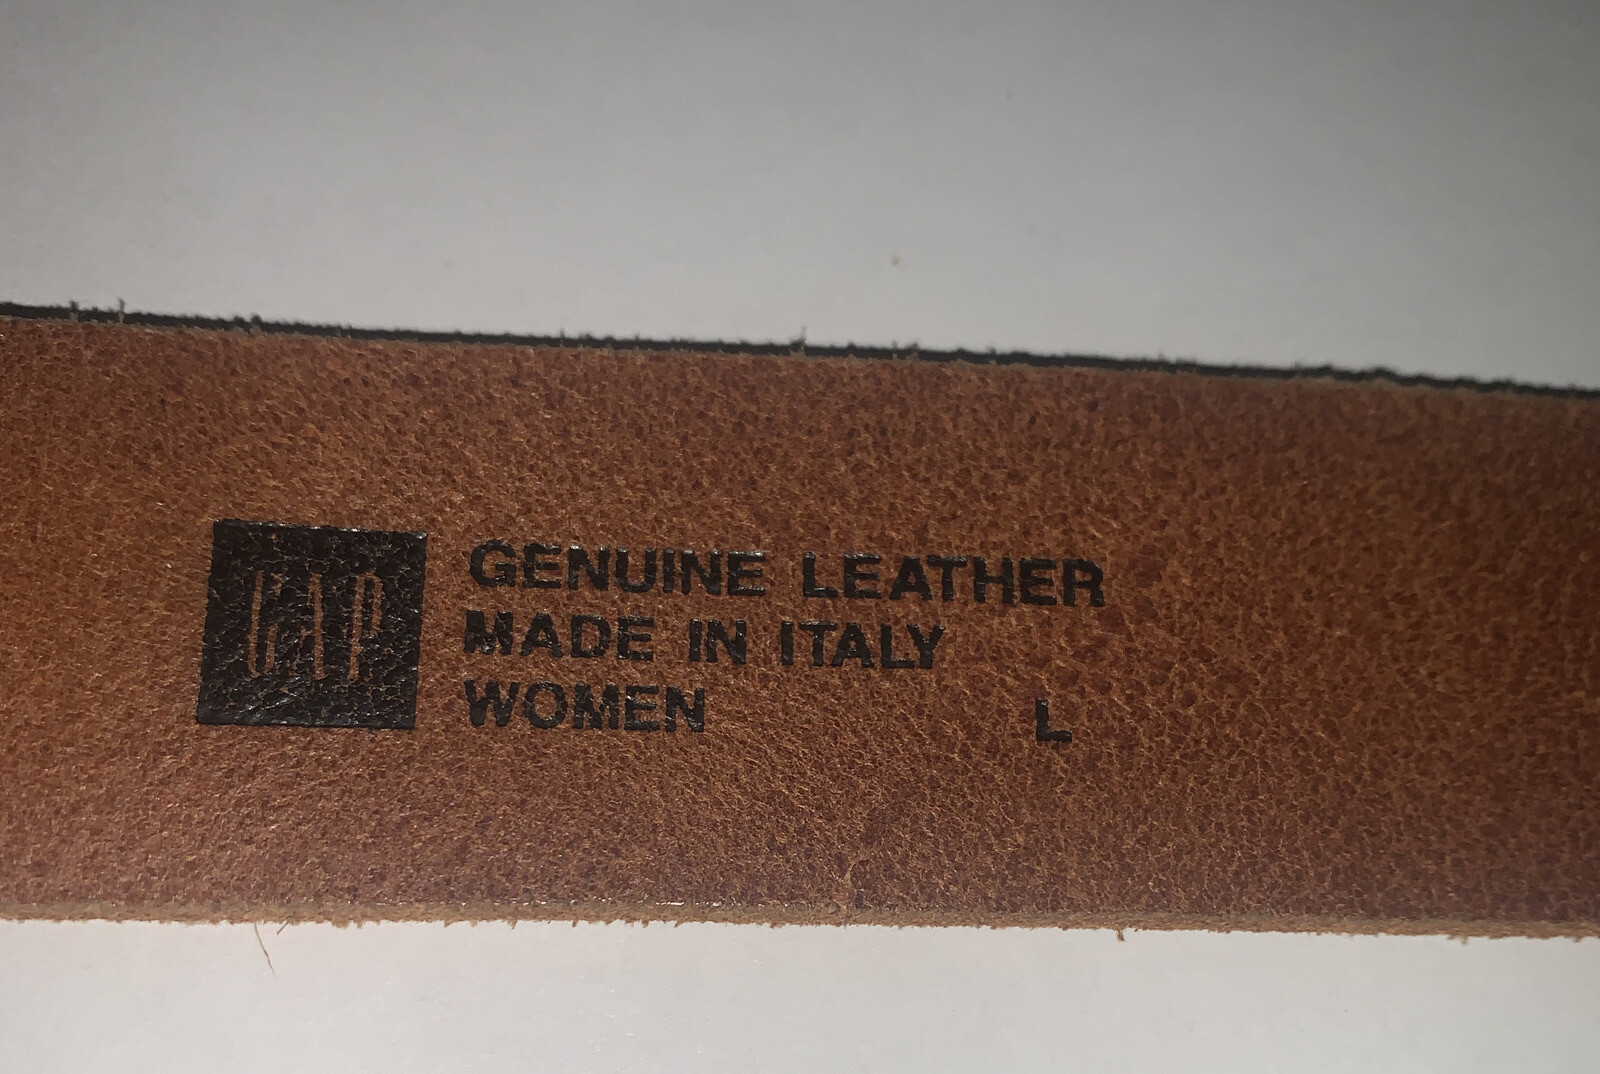 GAP
GENUINE LEATHER
MADE IN ITALY
WOMEN L